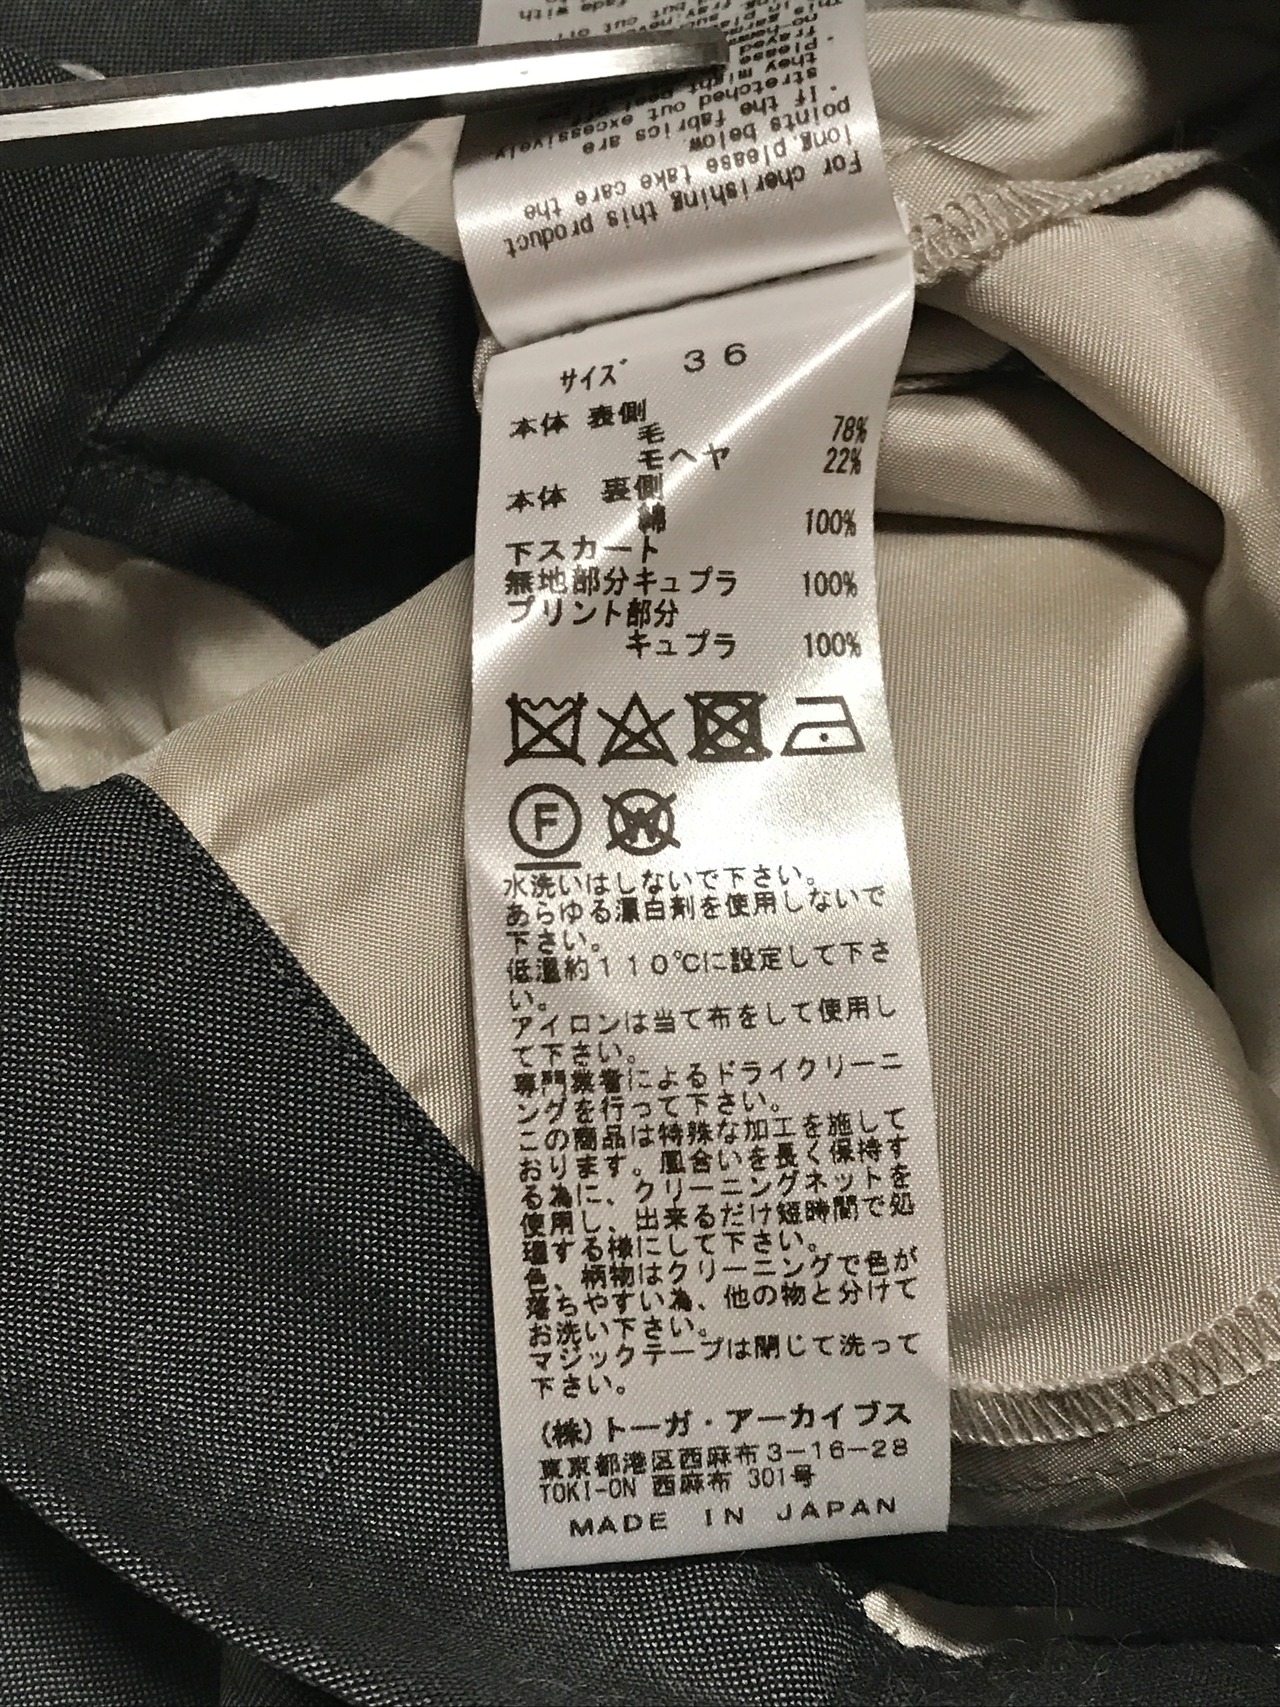 For cherishing this product
long,please take care the
points below.
・If the fabrics are
stretched out excessively
they might
・Please
サイズ 36
本体 表側
毛 78%
モヘヤ 22%
本体 裏側
綿 100%
下スカート
無地部分キュプラ 100%
プリント部分
キュプラ 100%
F W
水洗いはしないで下さい。
あらゆる漂白剤を使用しないで
下さい。
低温約110℃に設定して下さ
い。
アイロンは当て布をして使用し
て下さい。
専門業者によるドライクリーニ
ングを行って下さい。
この商品は特殊な加工を施して
おります。風合いを長く保持す
る為に、クリーニングネットを
使用し、出来るだけ短時間で処
理する様にして下さい。
色、柄物はクリーニングで色が
落ちやすい為、他の物と分けて
お洗い下さい。
マジックテープは閉じて洗って
下さい。
(株)トーガ・アーカイブス
東京都港区西麻布3-16-28
TOKI-ON 西麻布 301号
MADE IN JAPAN